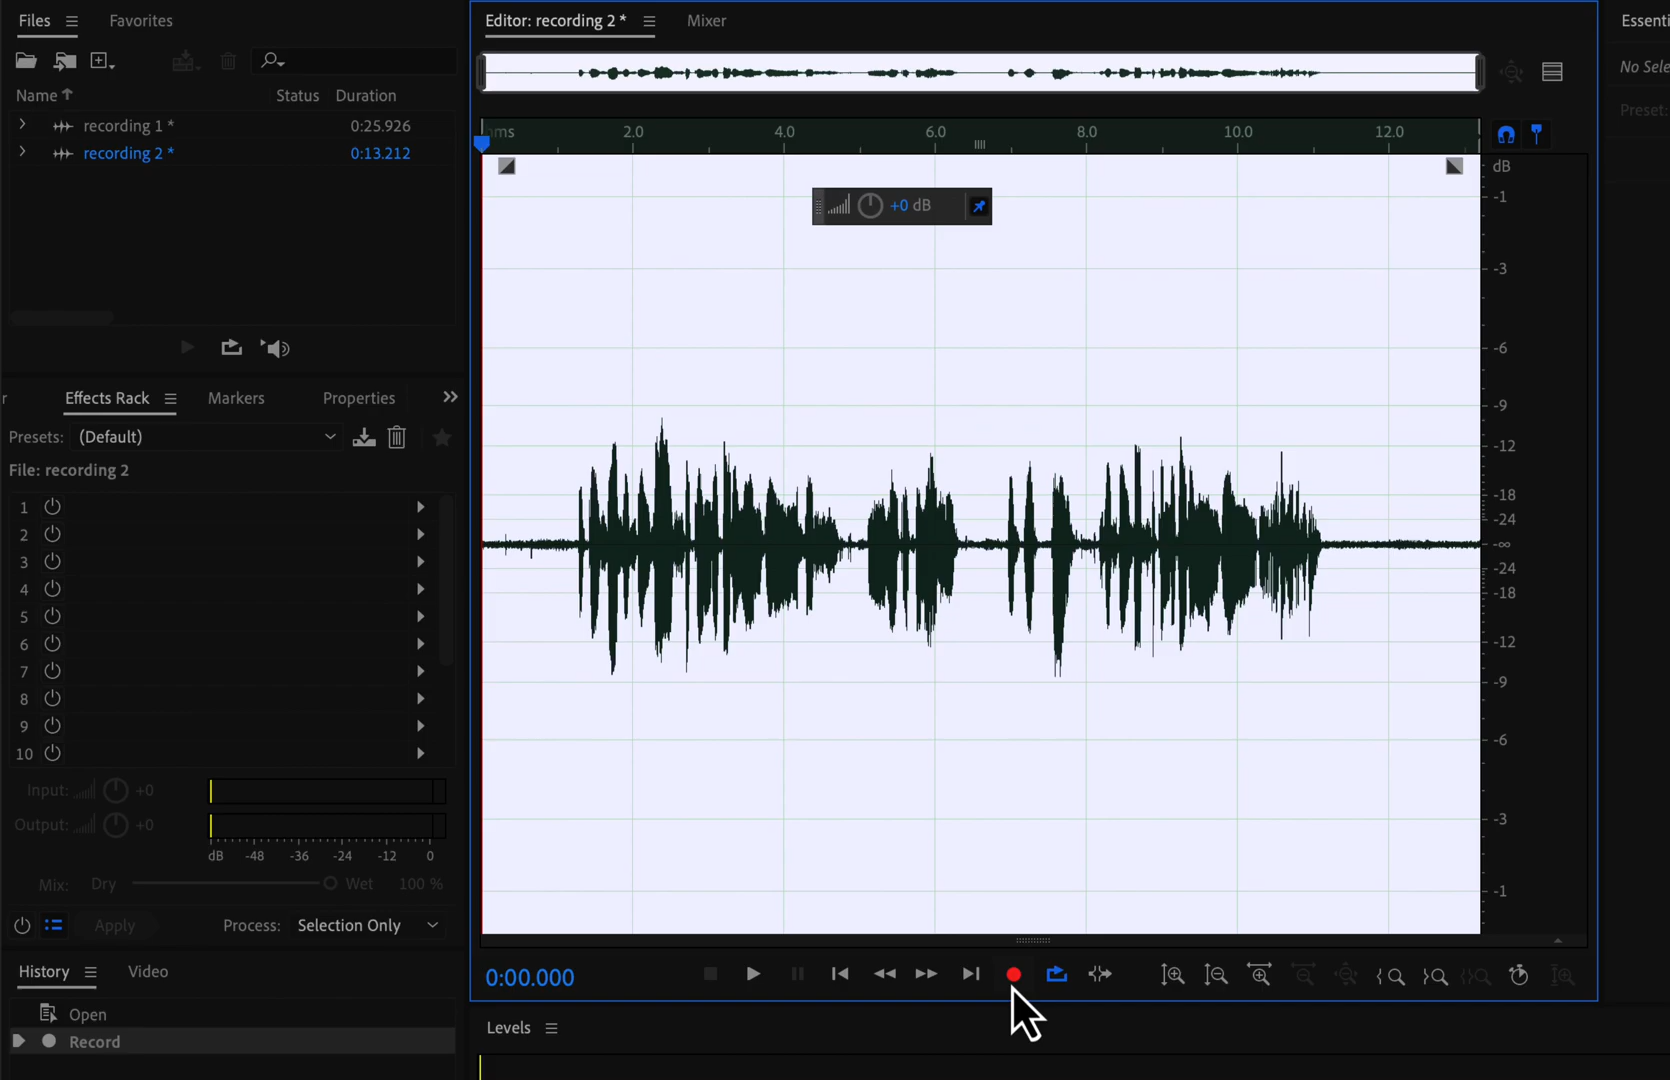 Files
Favorites
Name
Status
Duration
recording 1 *
0:25.926
recording 2 *
0:13.212
Effects Rack
Markers
Properties
Presets:
(Default)
File: recording 2
1
2
3
4
5
6
7
8
9
10
Input:
+0
Output:
+0
dB -48 -36 -24 -12 0
Mix:
Dry
Wet
100 %
Apply
Process:
Selection Only
History
Video
Open
Record
Editor: recording 2 *
Mixer
hms 2.0 4.0 6.0 8.0 10.0 12.0
+0 dB
dB
-1
-3
-6
-9
-12
-18
-24
-∞
-24
-18
-12
-9
-6
-3
-1
0:00.000
Levels
Essenti
No Sele
Preset: